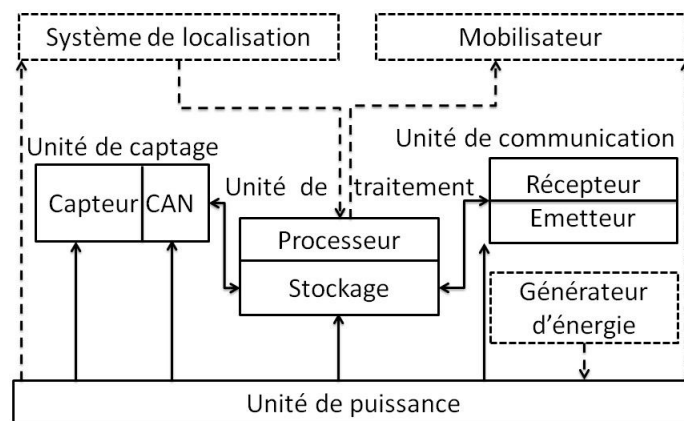 Système de localisation
Mobilisateur
Unité de communication
Unité de captage
Capteur
CAN
Unité de traitement
Récepteur
Emetteur
Processeur
Stockage
Générateur
d'énergie
Unité de puissance